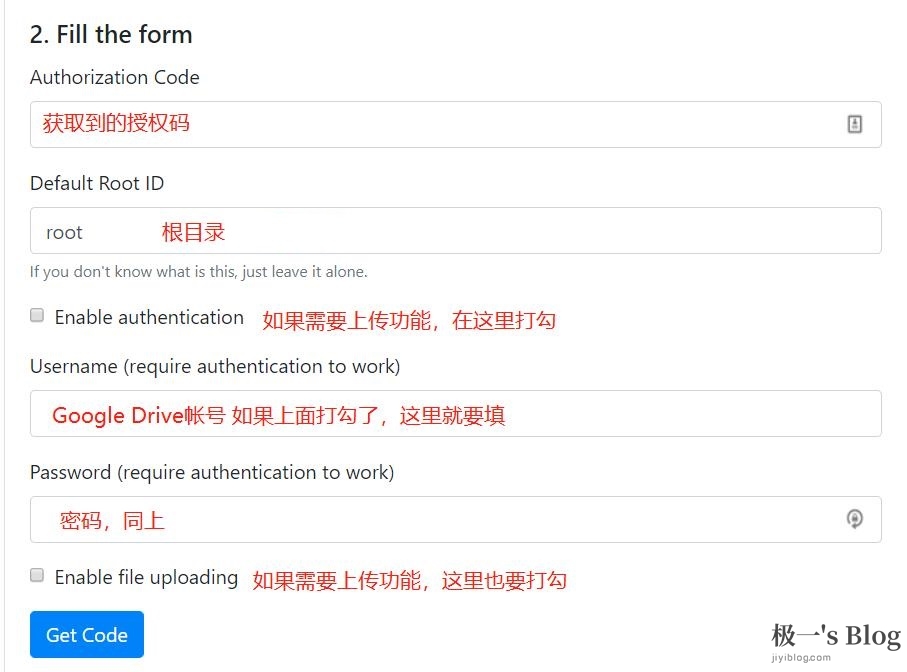 2. Fill the form
Authorization Code
获取到的授权码
Default Root ID
root 根目录
If you don't know what is this, just leave it alone.
Enable authentication 如果需要上传功能，在这里打勾
Username (require authentication to work)
Google Drive帐号 如果上面打勾了，这里就要填
Password (require authentication to work)
密码，同上
Enable file uploading 如果需要上传功能，这里也要打勾
Get Code
极一's Blog
jiyiblog.com